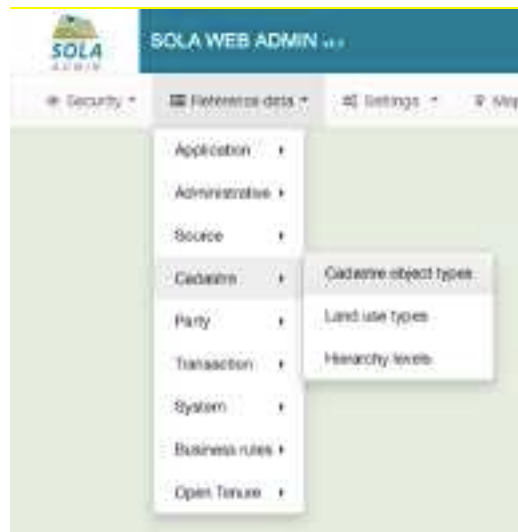 SOLA
ADMIN
SOLA WEB ADMIN
Security
Reference data
Settings
Map
Application
Administrative
Source
Cadastre
Cadastre object types
Party
Land use types
Transaction
Hierarchy levels
System
Business rules
Open Tenure